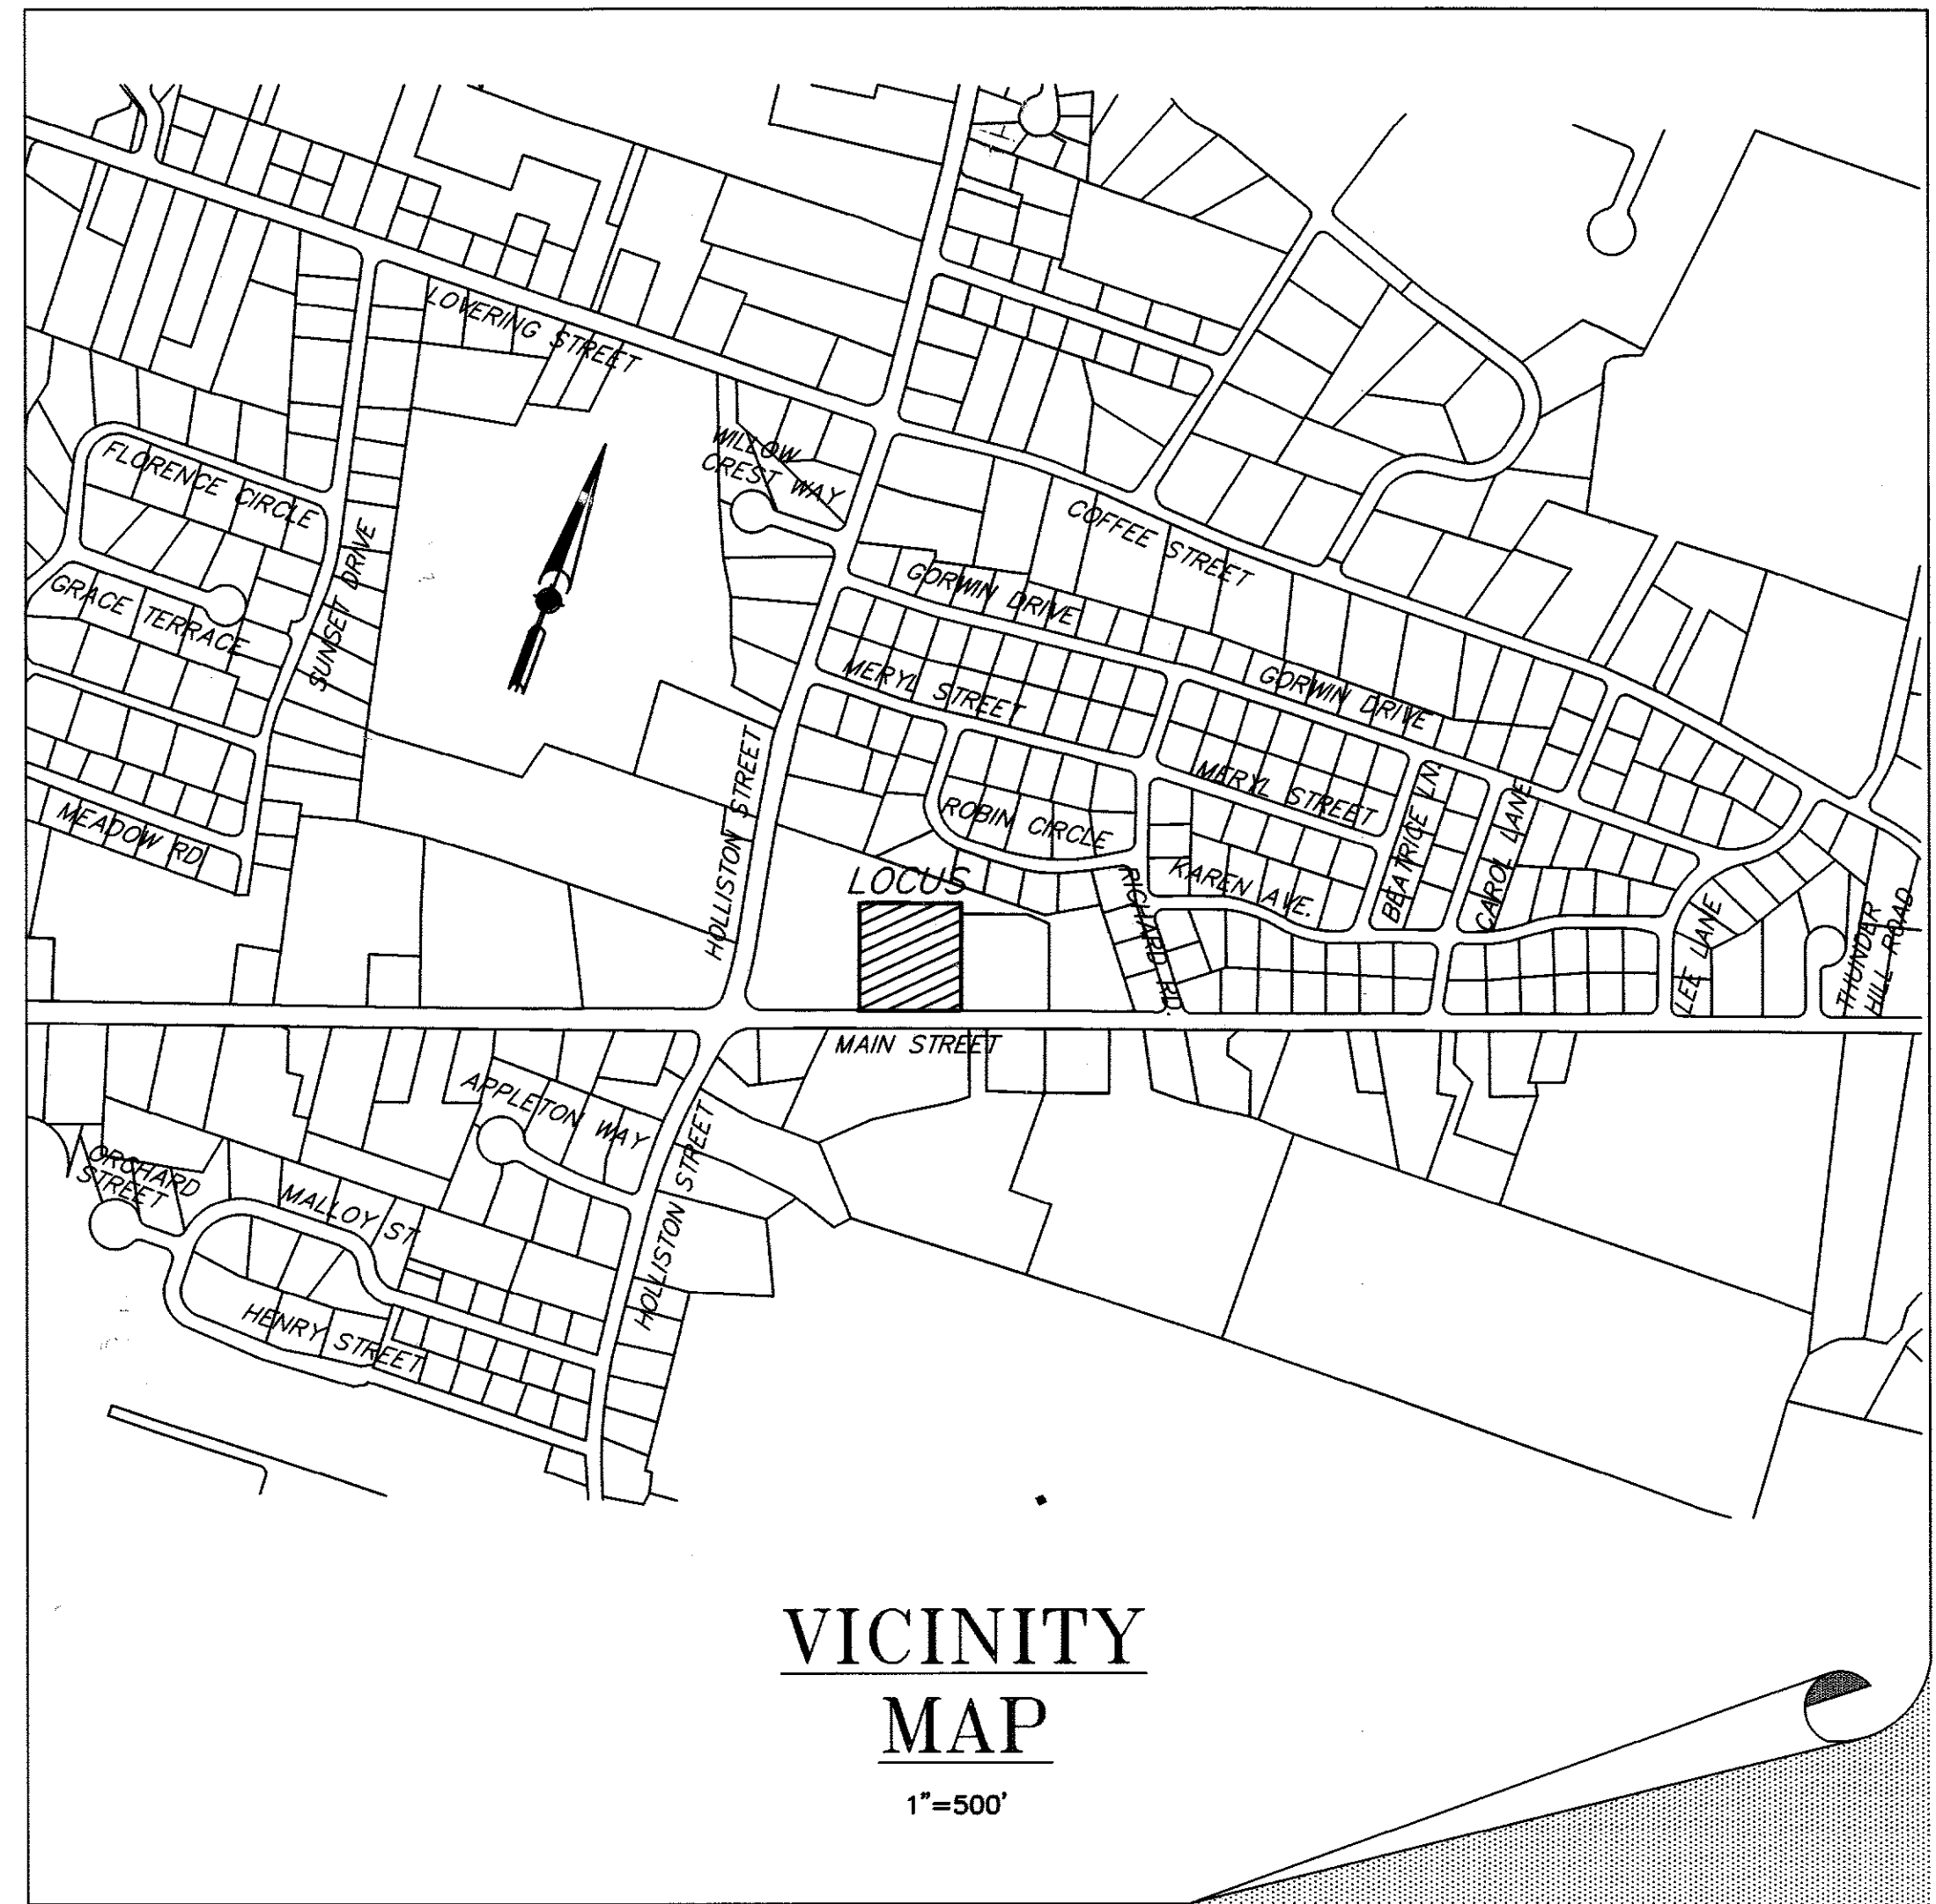 LOVERING STREET
WILLOW
CREST WAY
FLORENCE CIRCLE
COFFEE STREET
SUNSET DRIVE
GRACE TERRACE
GORWIN DRIVE
MERYL STREET
GORWIN DRIVE
HOLLISTON STREET
MERYL STREET
MEADOW RD
ROBIN CIRCLE
BEATRICE LN.
CAROL LANE
LOCUS
RICHARD RD.
KAREN AVE.
LEE LANE
THUNDER
HILL ROAD
MAIN STREET
APPLETON WAY
HOLLISTON STREET
ORCHARD
STREET
MALLOY ST
HENRY STREET
VICINITY
MAP
1"=500'